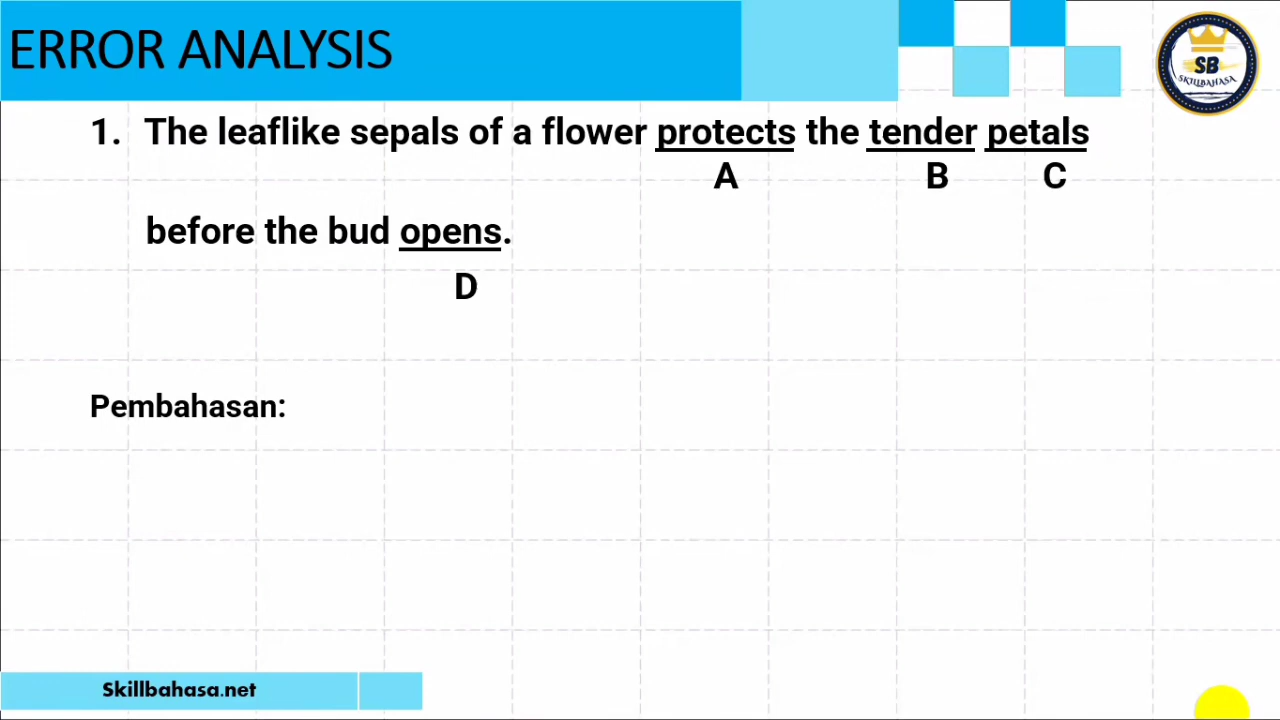 ERROR ANALYSIS
SB
SKILLBAHASA
1. The leaflike sepals of a flower protects the tender petals
A B C
before the bud opens.
D
Pembahasan:
Skillbahasa.net